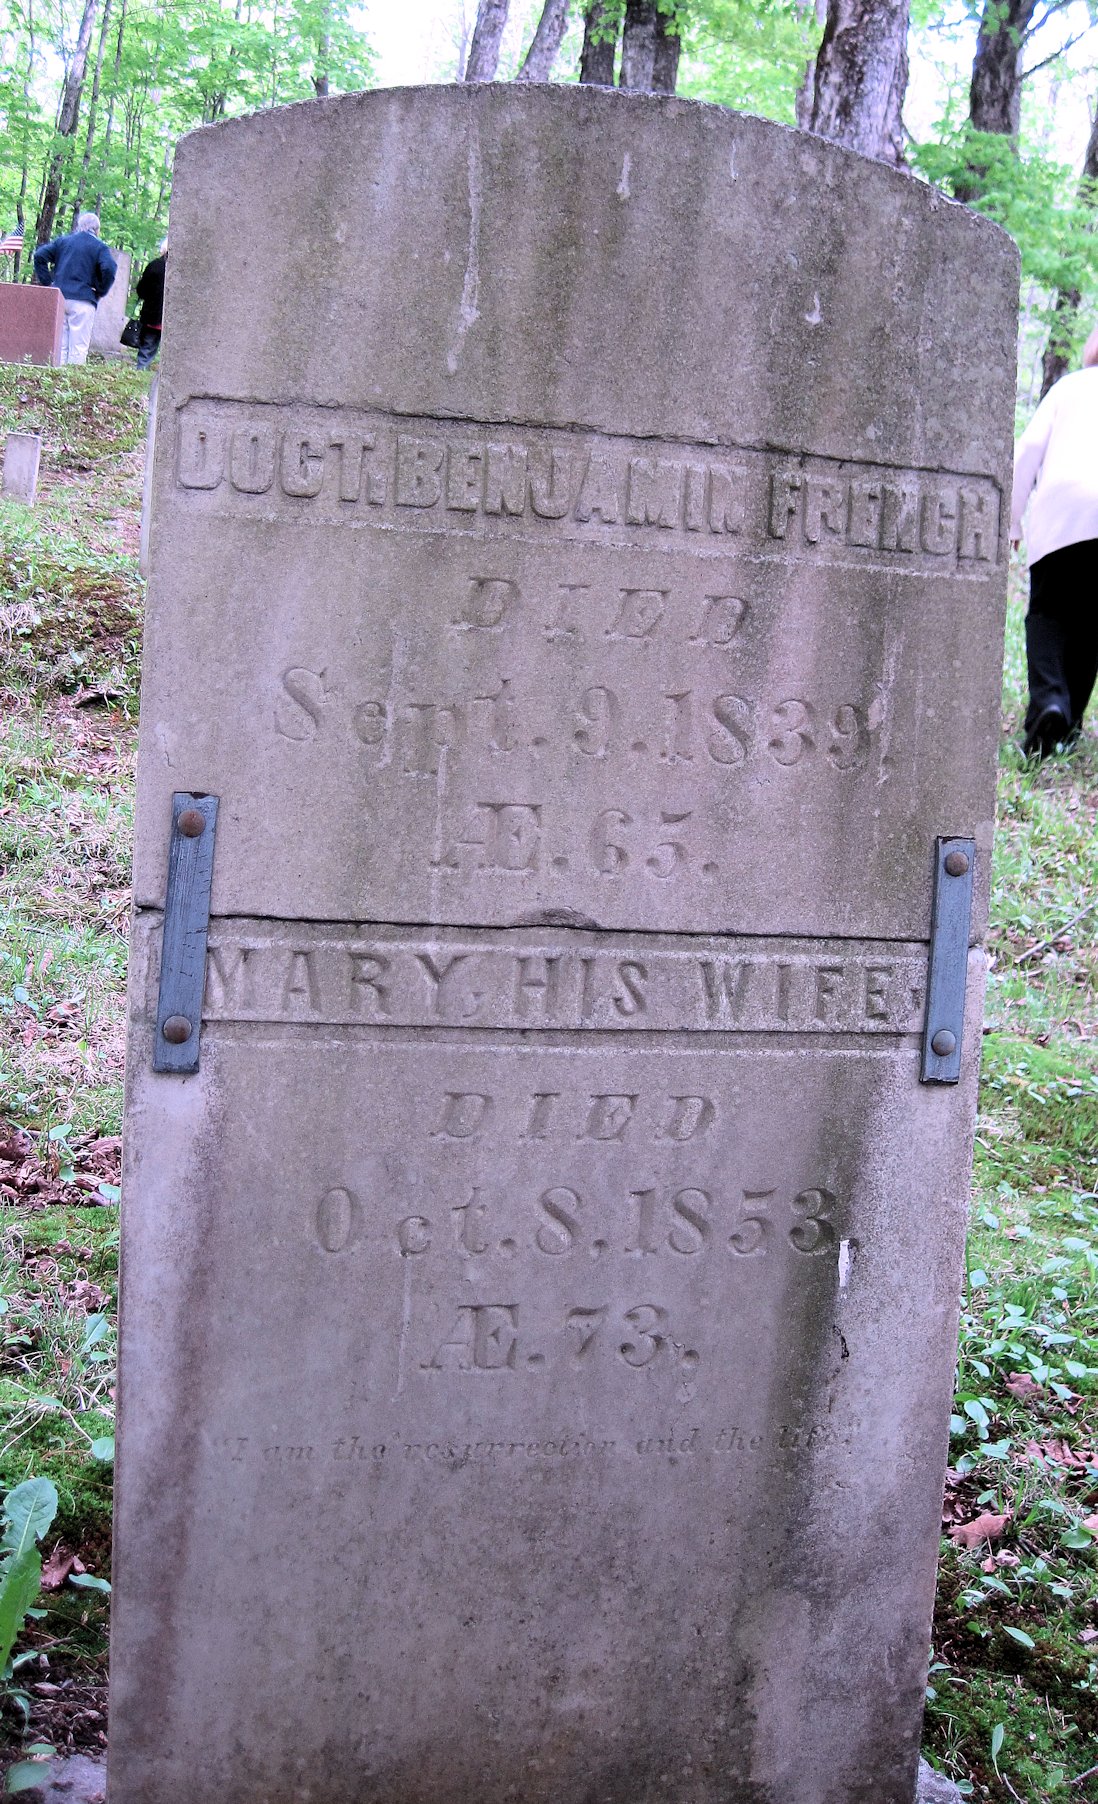 DOCT. BENJAMIN FRENCH
DIED
Sept. 9. 1839.
Æ. 65.
MARY, HIS WIFE,
DIED
Oct. 8, 1853.
Æ. 73.
"I am the resurrection and the life."